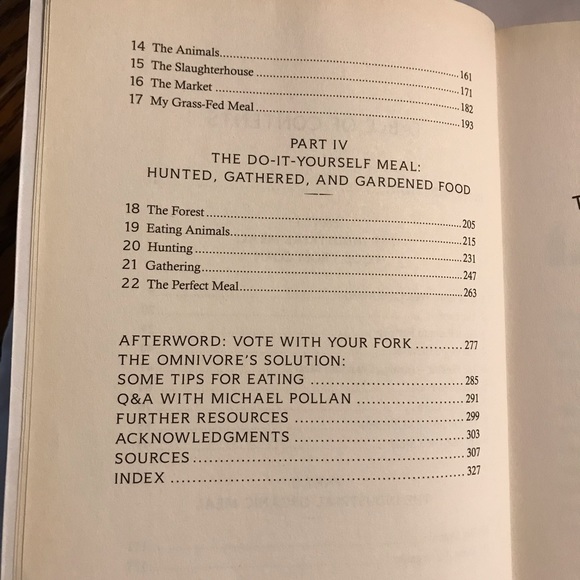 14 The Animals..................................................161
15 The Slaughterhouse..................................................171
16 The Market..................................................182
17 My Grass-Fed Meal..................................................193
PART IV
THE DO-IT-YOURSELF MEAL:
HUNTED, GATHERED, AND GARDENED FOOD
18 The Forest..................................................205
19 Eating Animals..................................................215
20 Hunting..................................................231
21 Gathering..................................................247
22 The Perfect Meal..................................................263
AFTERWORD: VOTE WITH YOUR FORK ..........277
THE OMNIVORE'S SOLUTION:
SOME TIPS FOR EATING ..........................285
Q&A WITH MICHAEL POLLAN ..................291
FURTHER RESOURCES ............................299
ACKNOWLEDGMENTS ............................303
SOURCES ..............................................307
INDEX ..................................................327